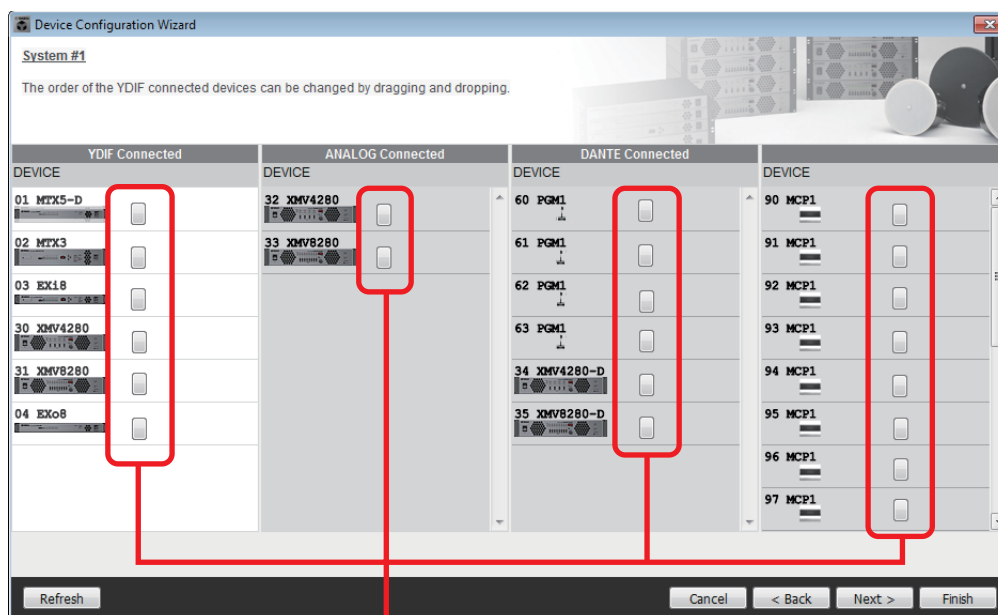 Device Configuration Wizard
System #1
The order of the YDIF connected devices can be changed by dragging and dropping.
YDIF Connected
DEVICE
01 MTX5-D
02 MTX3
03 EXi8
30 XMV4280
31 XMV8280
04 EXo8
ANALOG Connected
DEVICE
32 XMV4280
33 XMV8280
DANTE Connected
DEVICE
60 PGM1
61 PGM1
62 PGM1
63 PGM1
34 XMV4280-D
35 XMV8280-D
DEVICE
90 MCP1
91 MCP1
92 MCP1
93 MCP1
94 MCP1
95 MCP1
96 MCP1
97 MCP1
Refresh
Cancel
< Back
Next >
Finish